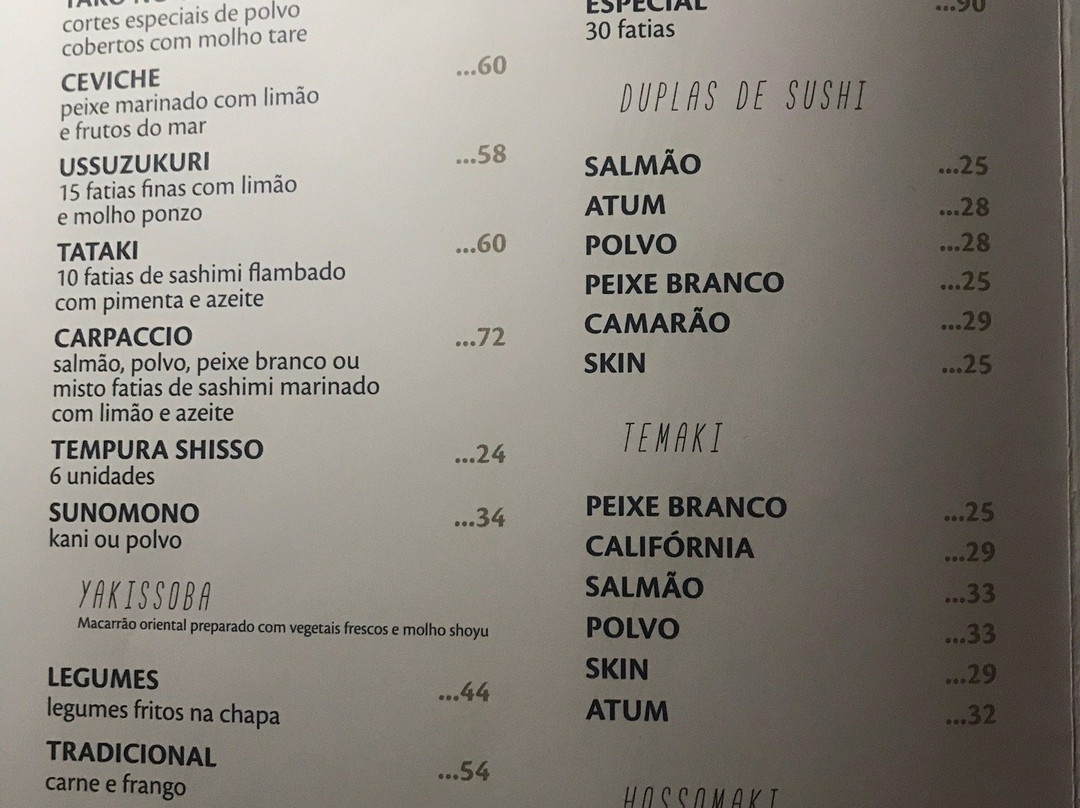 cortes especiais de polvo
cobertos com molho tare
CEVICHE ...60
peixe marinado com limão
e frutos do mar
USSUZUKURI ...58
15 fatias finas com limão
e molho ponzo
TATAKI ...60
10 fatias de sashimi flambado
com pimenta e azeite
CARPACCIO ...72
salmão, polvo, peixe branco ou
misto fatias de sashimi marinado
com limão e azeite
TEMPURA SHISSO ...24
6 unidades
SUNOMONO ...34
kani ou polvo
YAKISSOBA
Macarrão oriental preparado com vegetais frescos e molho shoyu
LEGUMES ...44
legumes fritos na chapa
TRADICIONAL ...54
carne e frango
ESPECIAL ...90
30 fatias
DUPLAS DE SUSHI
SALMÃO ...25
ATUM ...28
POLVO ...28
PEIXE BRANCO ...25
CAMARÃO ...29
SKIN ...25
TEMAKI
PEIXE BRANCO ...25
CALIFÓRNIA ...29
SALMÃO ...33
POLVO ...33
SKIN ...29
ATUM ...32
HOSSOMAKI